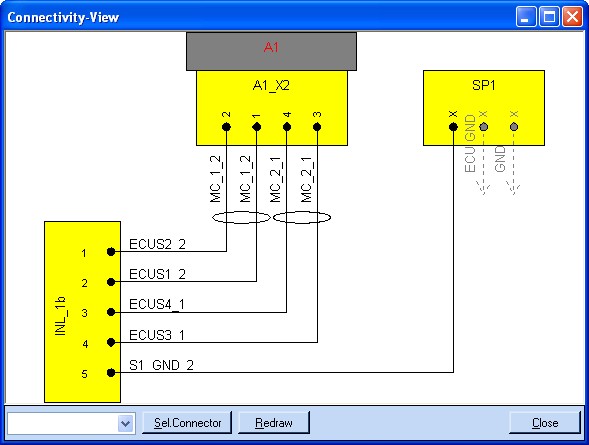 Connectivity-View
A1
A1_X2
SP1
2 1 4 3
X X X
MC_1_2 MC_1_2 MC_2_1 MC_2_1
ECU GND GND
INL_1b
1 ECUS2_2
2 ECUS1_2
3 ECUS4_1
4 ECUS3_1
5 S1_GND_2
Sel.Connector Redraw Close